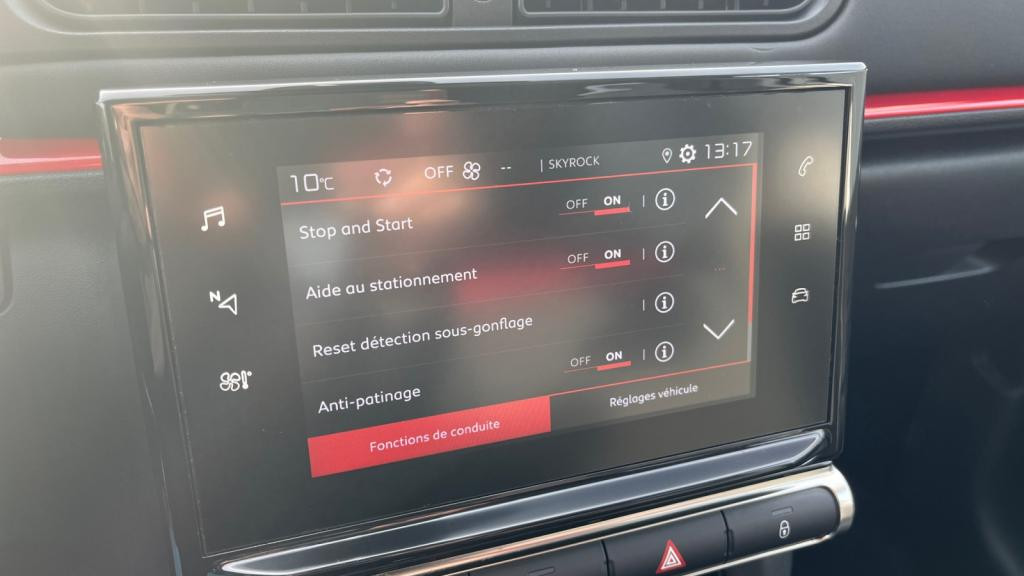 10°C OFF -- | SKYROCK 13:17
Stop and Start OFF ON
Aide au stationnement OFF ON
Reset détection sous-gonflage
Anti-patinage OFF ON
Fonctions de conduite Réglages véhicule
N